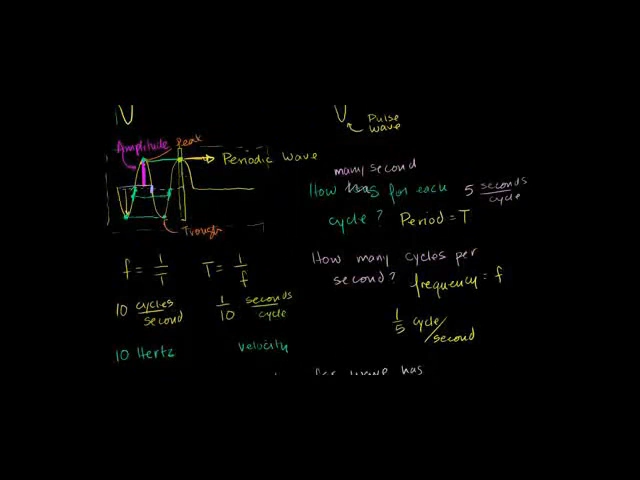 Pulse
wave
Amplitude Peak
Periodic wave
Trough
many second
How has for each 5 seconds/cycle
cycle? Period = T
How many cycles per
second? frequency = f
1/5 cycle/second
f = 1/T T = 1/f
10 cycles/second 1/10 seconds/cycle
10 Hertz velocity
far wave has